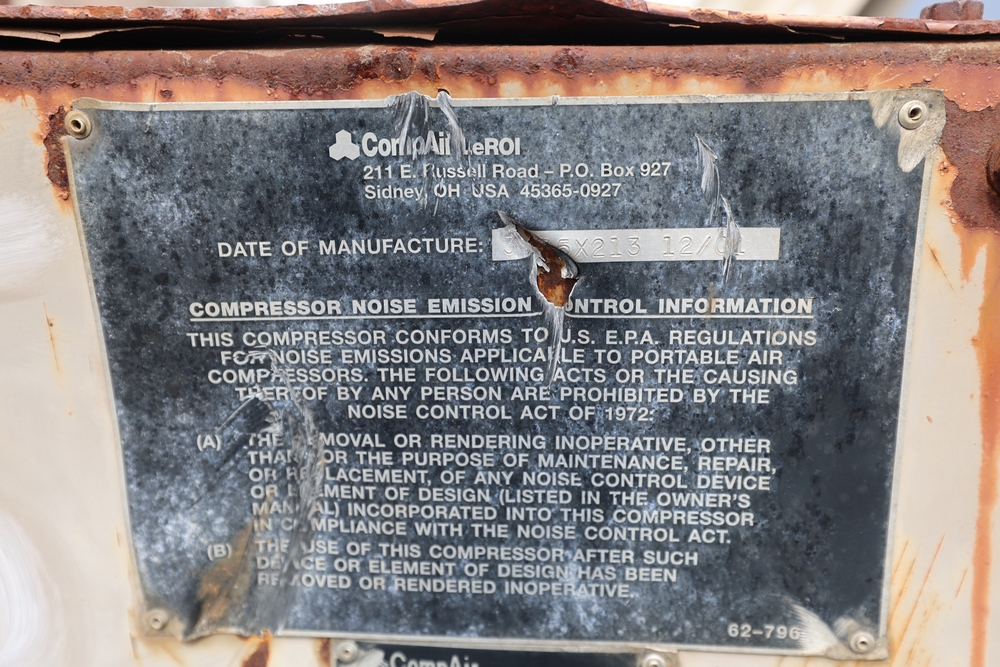 CompAir LeROI
211 E. Russell Road – P.O. Box 927
Sidney, OH USA 45365-0927
DATE OF MANUFACTURE: 12/01
COMPRESSOR NOISE EMISSION CONTROL INFORMATION
THIS COMPRESSOR CONFORMS TO U.S. E.P.A. REGULATIONS
FOR NOISE EMISSIONS APPLICABLE TO PORTABLE AIR
COMPRESSORS. THE FOLLOWING ACTS OR THE CAUSING
THEREOF BY ANY PERSON ARE PROHIBITED BY THE
NOISE CONTROL ACT OF 1972:
(A) THE REMOVAL OR RENDERING INOPERATIVE, OTHER
THAN FOR THE PURPOSE OF MAINTENANCE, REPAIR,
OR REPLACEMENT, OF ANY NOISE CONTROL DEVICE
OR ELEMENT OF DESIGN (LISTED IN THE OWNER'S
MANUAL) INCORPORATED INTO THIS COMPRESSOR
IN COMPLIANCE WITH THE NOISE CONTROL ACT.
(B) THE USE OF THIS COMPRESSOR AFTER SUCH
DEVICE OR ELEMENT OF DESIGN HAS BEEN
REMOVED OR RENDERED INOPERATIVE.
62-796
CompAir